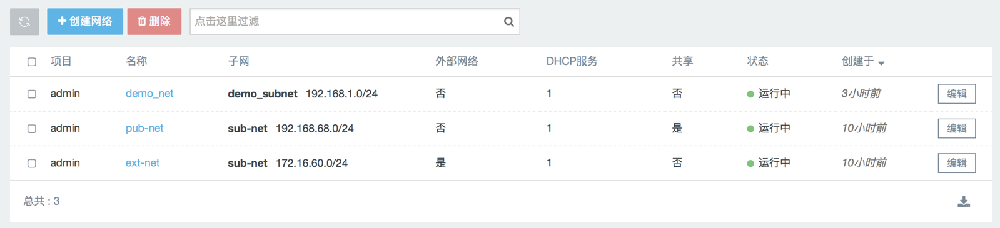 创建网络 删除 点击这里过滤
项目 名称 子网 外部网络 DHCP服务 共享 状态 创建于
admin demo_net demo_subnet 192.168.1.0/24 否 1 否 运行中 3小时前 编辑
admin pub-net sub-net 192.168.68.0/24 否 1 是 运行中 10小时前 编辑
admin ext-net sub-net 172.16.60.0/24 是 1 否 运行中 10小时前 编辑
总共 : 3